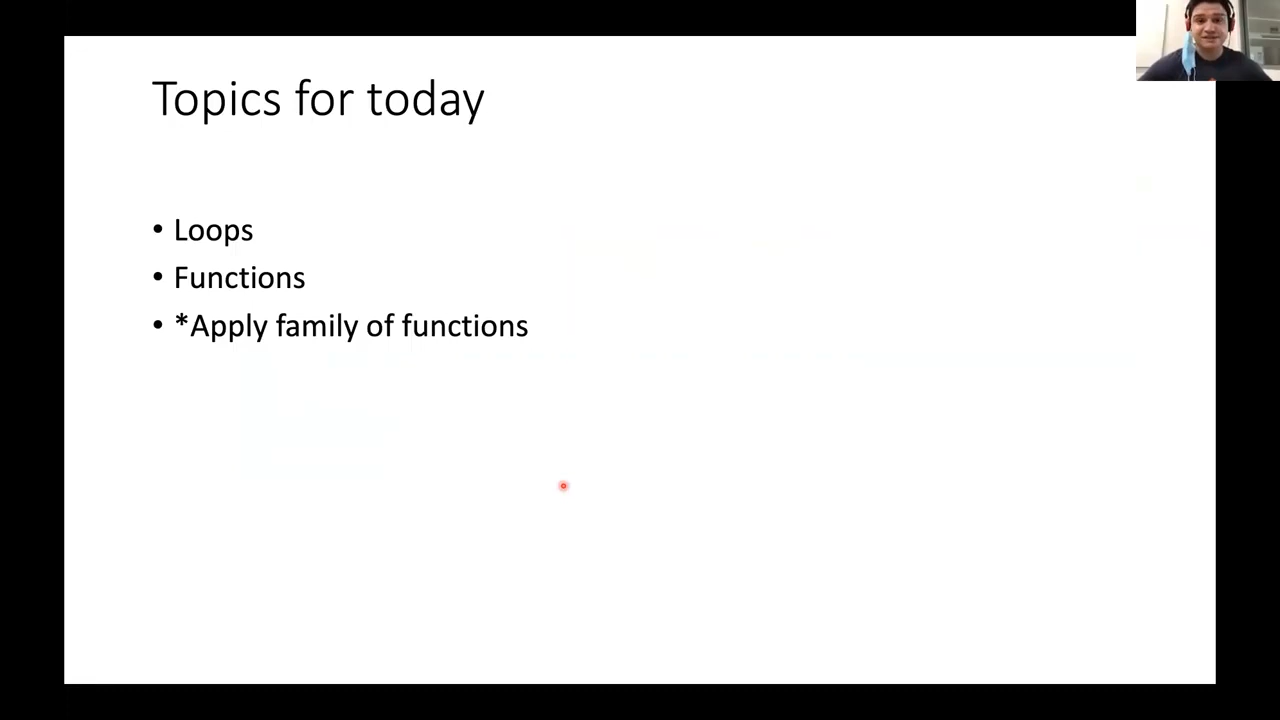 Topics for today
• Loops
• Functions
• *Apply family of functions